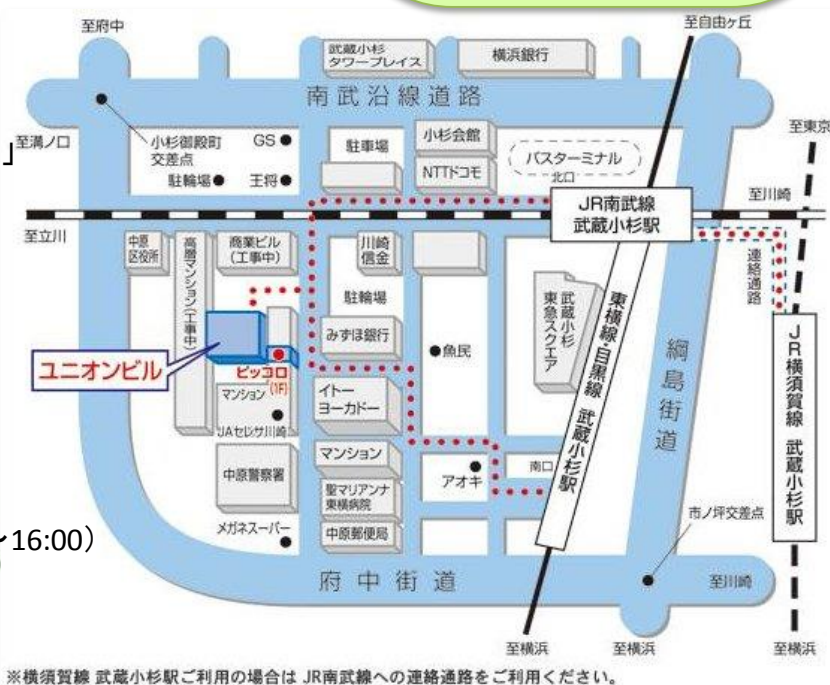 至府中
至自由ヶ丘
武蔵小杉
タワープレイス
横浜銀行
南武沿線道路
至溝ノ口
」
小杉御殿町
交差点
GS
駐車場
小杉会館
バスターミナル
至東京
駐輪場
王将
NTTドコモ
北口
JR南武線
武蔵小杉駅
至川崎
至立川
中原
区役所
高層マンション(工事中)
商業ビル
(工事中)
川崎
信金
連絡通路
駐輪場
武蔵小杉
東急スクエア
東横線・目黒線 武蔵小杉駅
綱島街道
JR横須賀線 武蔵小杉駅
みずほ銀行
魚民
ユニオンビル
ピッコロ
(1F)
マンション
イトー
ヨーカドー
JAセレサ川崎
マンション
中原警察署
アオキ
南口
聖マリアンナ
東横病院
市ノ坪交差点
メガネスーパー
中原郵便局
~16:00)
府中街道
至川崎
至横浜
至横浜
至横浜
※横須賀線 武蔵小杉駅ご利用の場合は JR南武線への連絡通路をご利用ください。